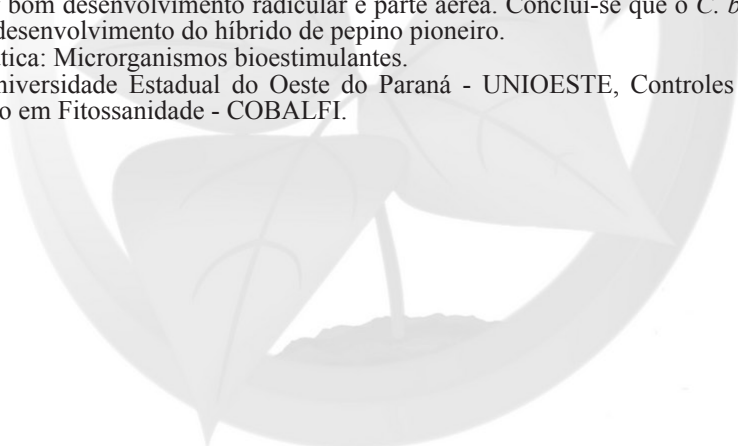 bom desenvolvimento radicular e parte aérea. Conclui-se que o C. b
desenvolvimento do híbrido de pepino pioneiro.
tica: Microrganismos bioestimulantes.
niversidade Estadual do Oeste do Paraná - UNIOESTE, Controles
o em Fitossanidade - COBALFI.